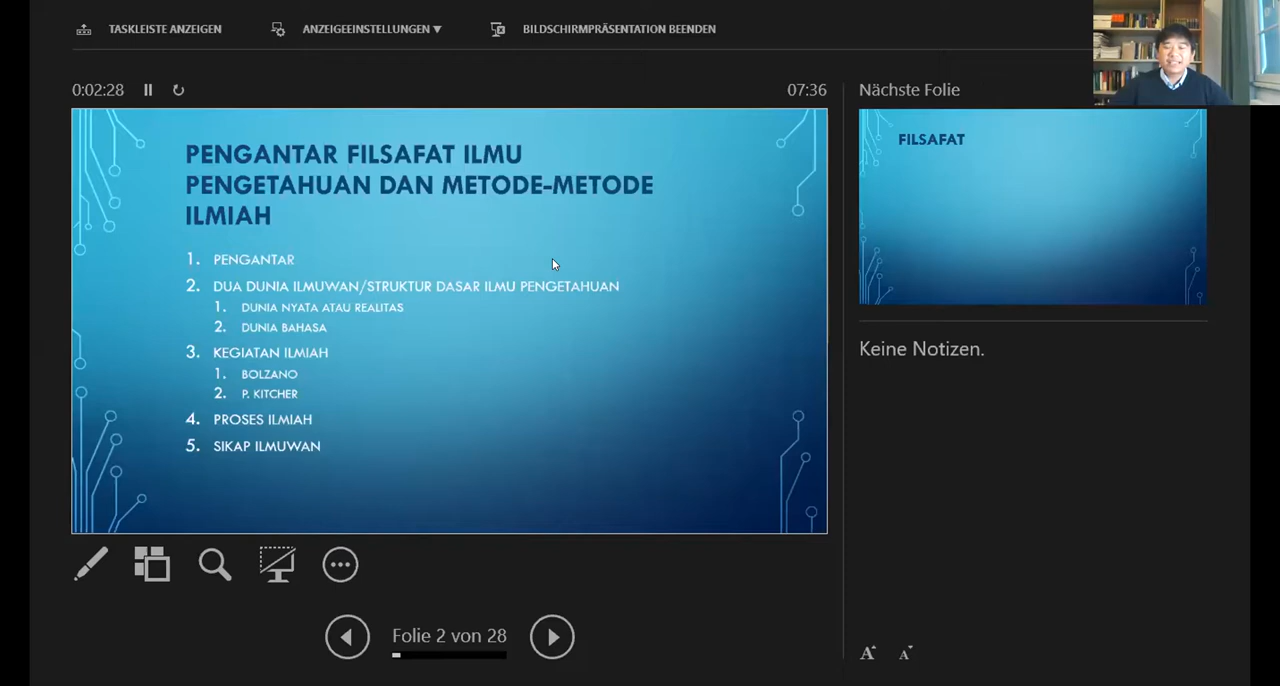 TASKLEISTE ANZEIGEN
ANZEIGEEINSTELLUNGEN ▼
BILDSCHIRMPRÄSENTATION BEENDEN
0:02:28
07:36
PENGANTAR FILSAFAT ILMU
PENGETAHUAN DAN METODE-METODE
ILMIAH
1. PENGANTAR
2. DUA DUNIA ILMUWAN/STRUKTUR DASAR ILMU PENGETAHUAN
1. DUNIA NYATA ATAU REALITAS
2. DUNIA BAHASA
3. KEGIATAN ILMIAH
1. BOLZANO
2. P. KITCHER
4. PROSES ILMIAH
5. SIKAP ILMUWAN
Folie 2 von 28
Nächste Folie
FILSAFAT
Keine Notizen.
A A